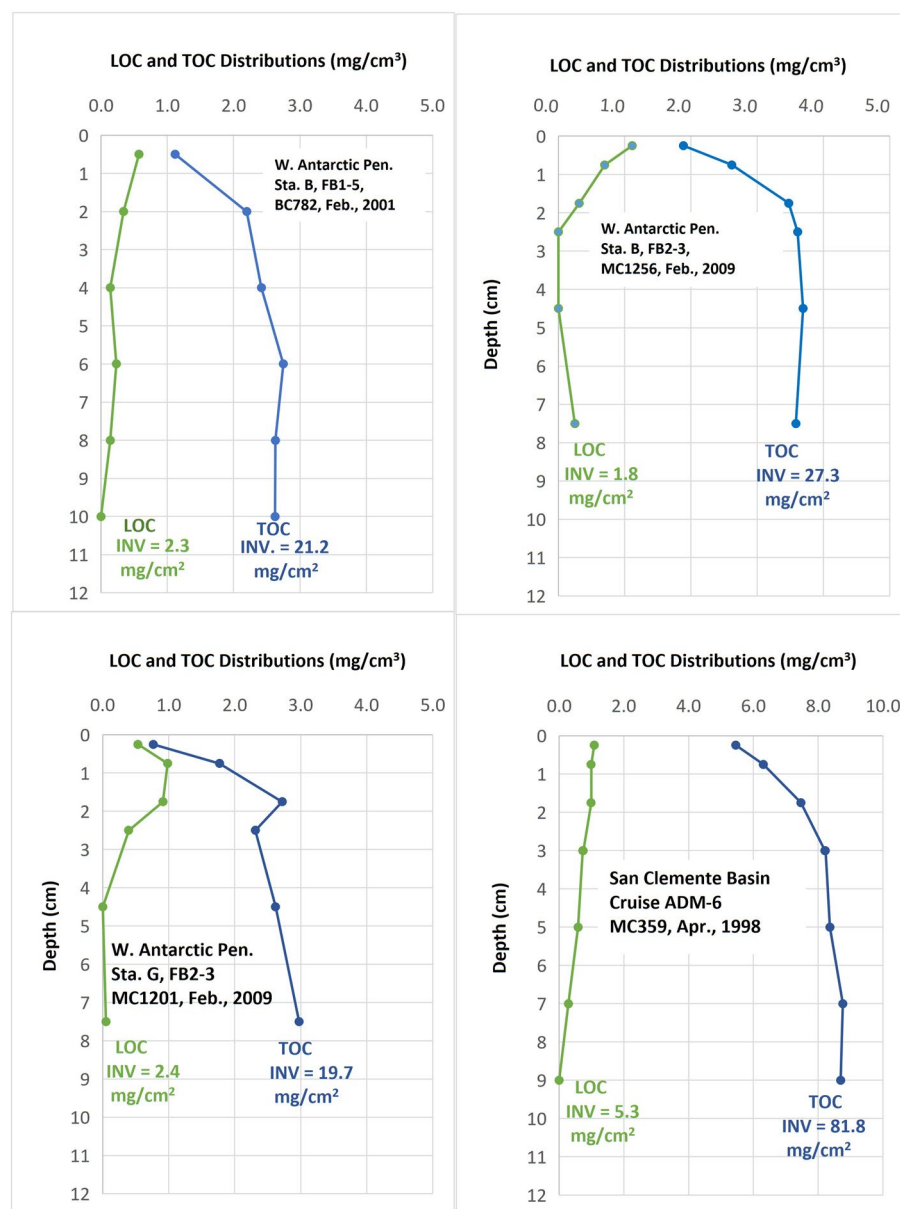 LOC and TOC Distributions (mg/cm³)
0.0 1.0 2.0 3.0 4.0 5.0
0
1
2
3
4
5
6
7
8
9
10
11
12
W. Antarctic Pen.
Sta. B, FB1-5,
BC782, Feb., 2001
LOC
INV = 2.3
mg/cm²
TOC
INV. = 21.2
mg/cm²
LOC and TOC Distributions (mg/cm³)
0.0 1.0 2.0 3.0 4.0 5.0
Depth (cm)
0
1
2
3
4
5
6
7
8
9
10
11
12
W. Antarctic Pen.
Sta. B, FB2-3,
MC1256, Feb., 2009
LOC
INV = 1.8
mg/cm²
TOC
INV = 27.3
mg/cm²
LOC and TOC Distributions (mg/cm³)
0.0 1.0 2.0 3.0 4.0 5.0
Depth (cm)
0
1
2
3
4
5
6
7
8
9
10
11
12
W. Antarctic Pen.
Sta. G, FB2-3
MC1201, Feb., 2009
LOC
INV = 2.4
mg/cm²
TOC
INV = 19.7
mg/cm²
LOC and TOC Distributions (mg/cm³)
0.0 2.0 4.0 6.0 8.0 10.0
Depth (cm)
0
1
2
3
4
5
6
7
8
9
10
11
12
San Clemente Basin
Cruise ADM-6
MC359, Apr., 1998
LOC
INV = 5.3
mg/cm²
TOC
INV = 81.8
mg/cm²